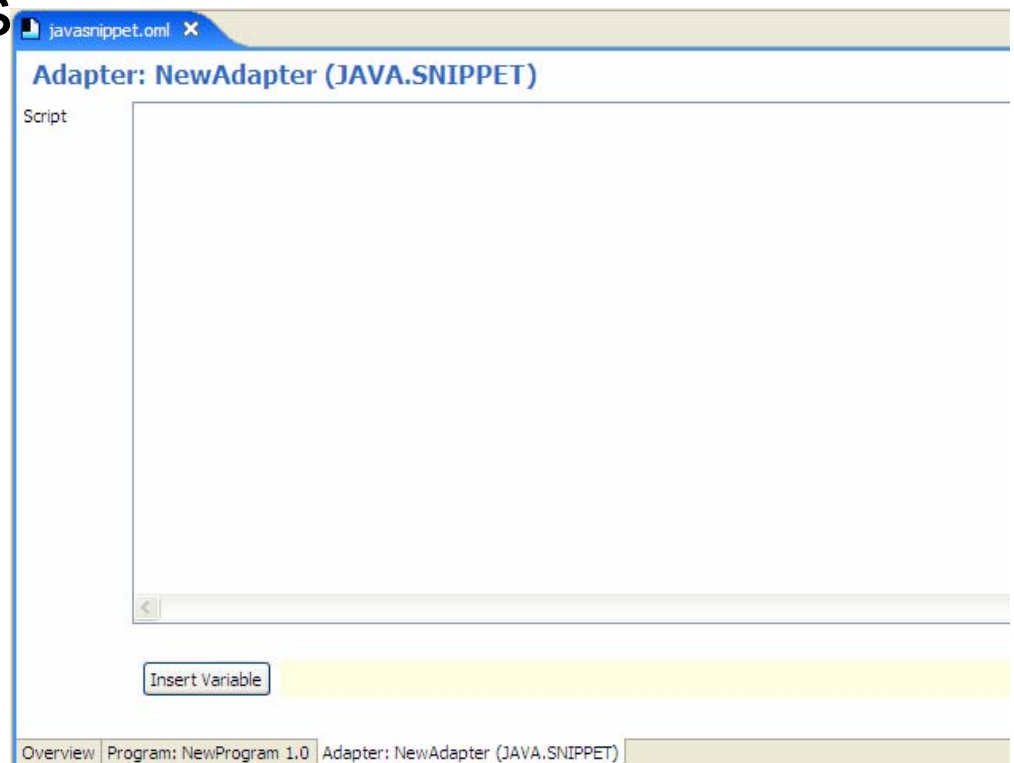 s
javasnippet.oml
Adapter: NewAdapter (JAVA.SNIPPET)
Script
Insert Variable
Overview Program: NewProgram 1.0 Adapter: NewAdapter (JAVA.SNIPPET)